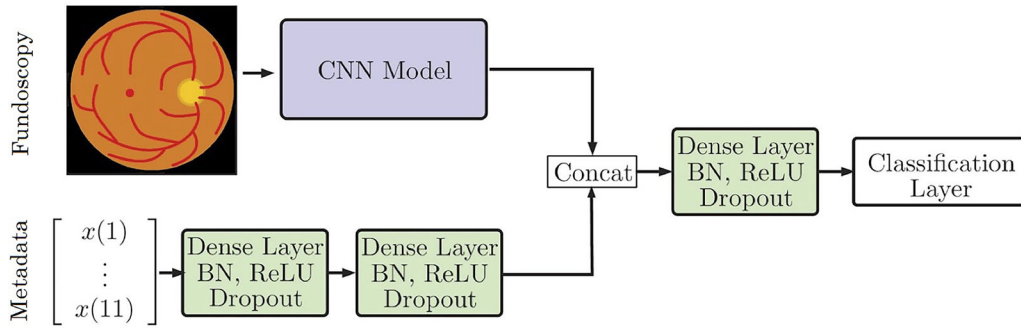 Fundoscopy
CNN Model
Concat
Dense Layer
BN, ReLU
Dropout
Classification
Layer
Metadata
x(1)
⋮
x(11)
Dense Layer
BN, ReLU
Dropout
Dense Layer
BN, ReLU
Dropout